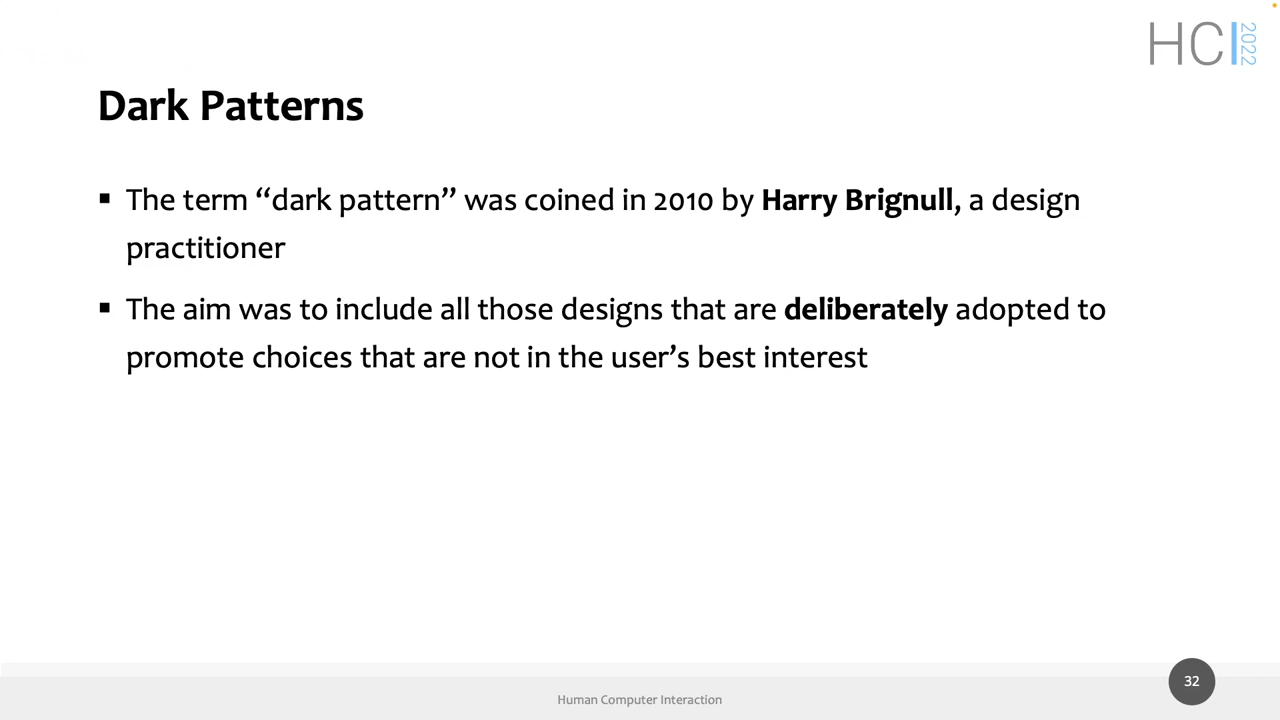 HCI 2022
Dark Patterns
▪ The term “dark pattern” was coined in 2010 by Harry Brignull, a design
practitioner
▪ The aim was to include all those designs that are deliberately adopted to
promote choices that are not in the user’s best interest
Human Computer Interaction
32